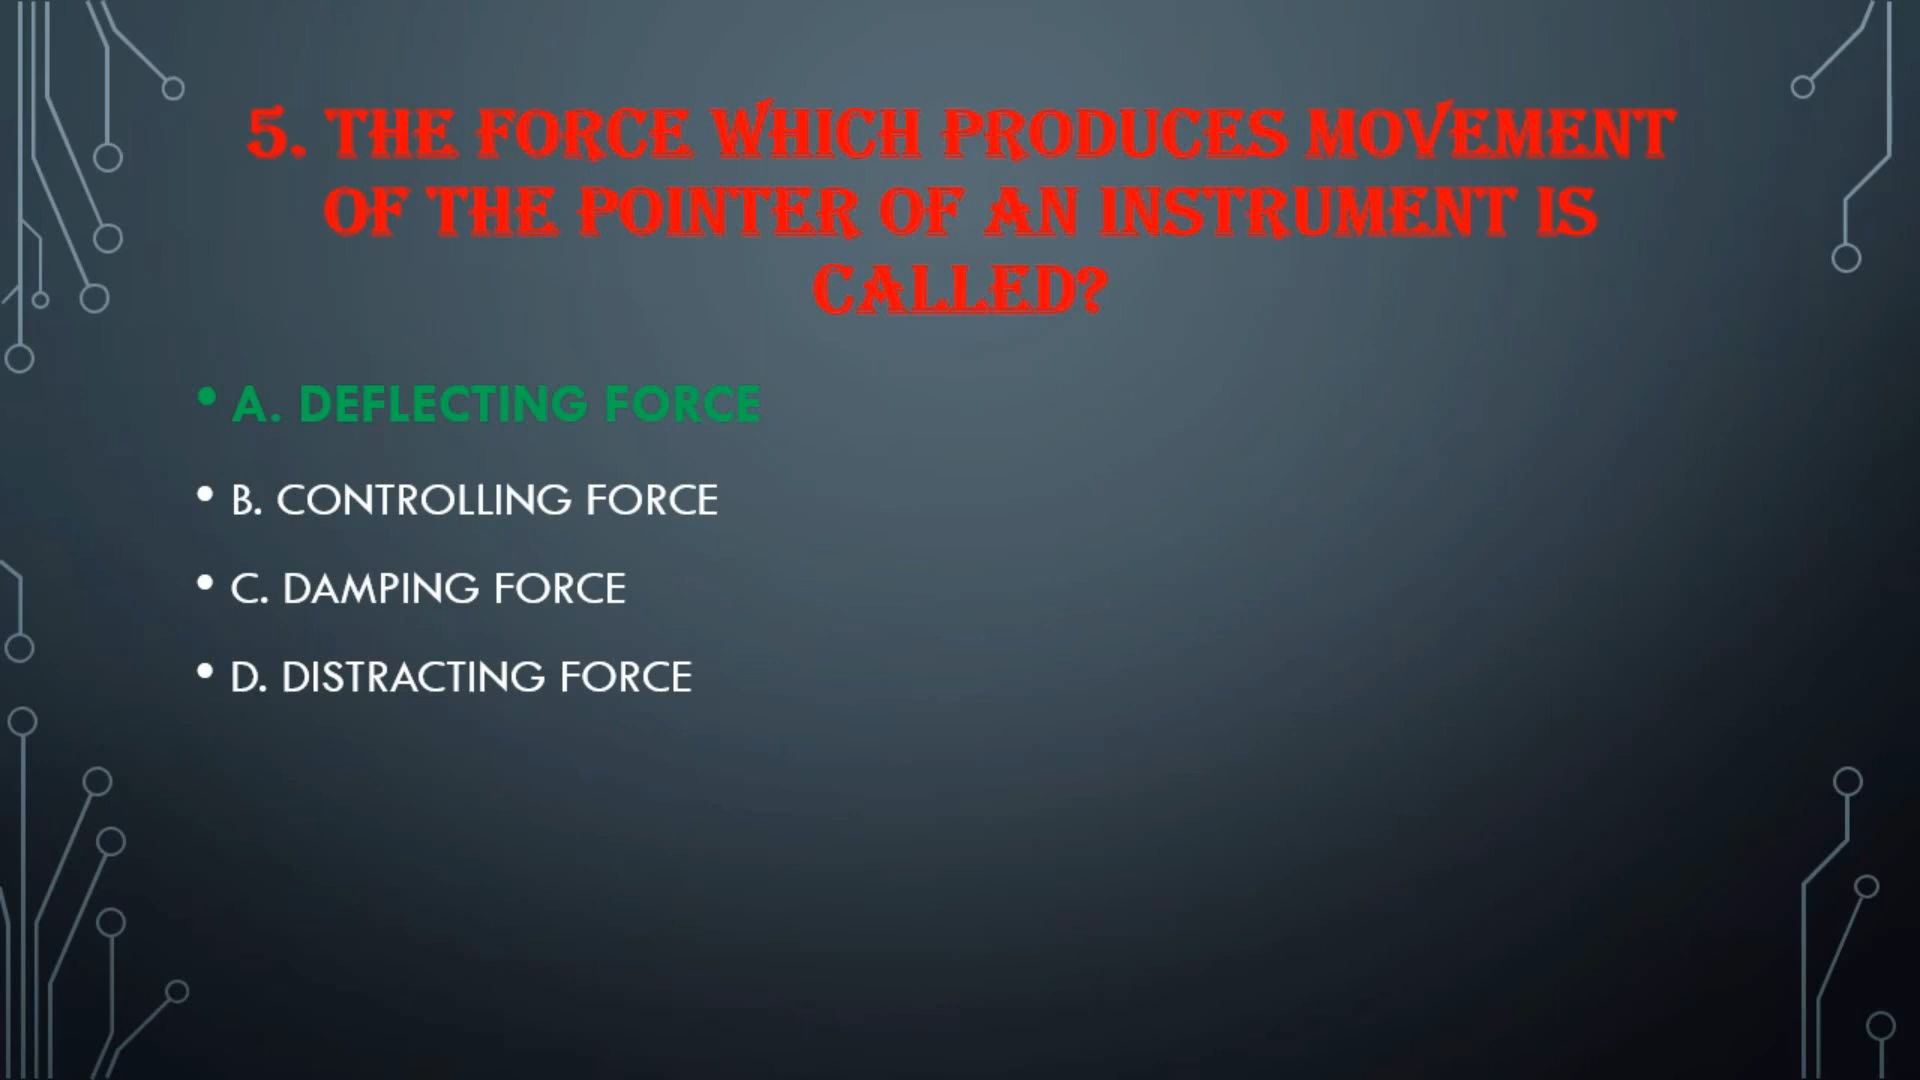 5. THE FORCE WHICH PRODUCES MOVEMENT
OF THE POINTER OF AN INSTRUMENT IS
CALLED?
• A. DEFLECTING FORCE
• B. CONTROLLING FORCE
• C. DAMPING FORCE
• D. DISTRACTING FORCE